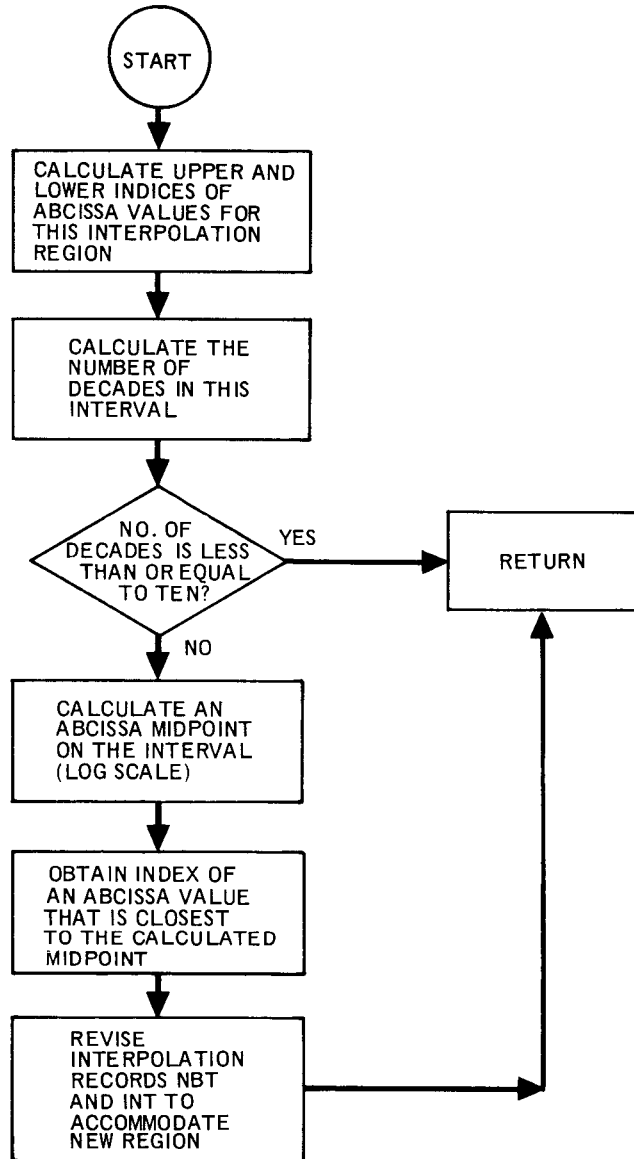 START
CALCULATE UPPER AND
LOWER INDICES OF
ABCISSA VALUES FOR
THIS INTERPOLATION
REGION
CALCULATE THE
NUMBER OF
DECADES IN THIS
INTERVAL
NO. OF
DECADES IS LESS
THAN OR EQUAL
TO TEN?
YES
RETURN
NO
CALCULATE AN
ABCISSA MIDPOINT
ON THE INTERVAL
(LOG SCALE)
OBTAIN INDEX OF
AN ABCISSA VALUE
THAT IS CLOSEST
TO THE CALCULATED
MIDPOINT
REVISE
INTERPOLATION
RECORDS NBT
AND INT TO
ACCOMMODATE
NEW REGION